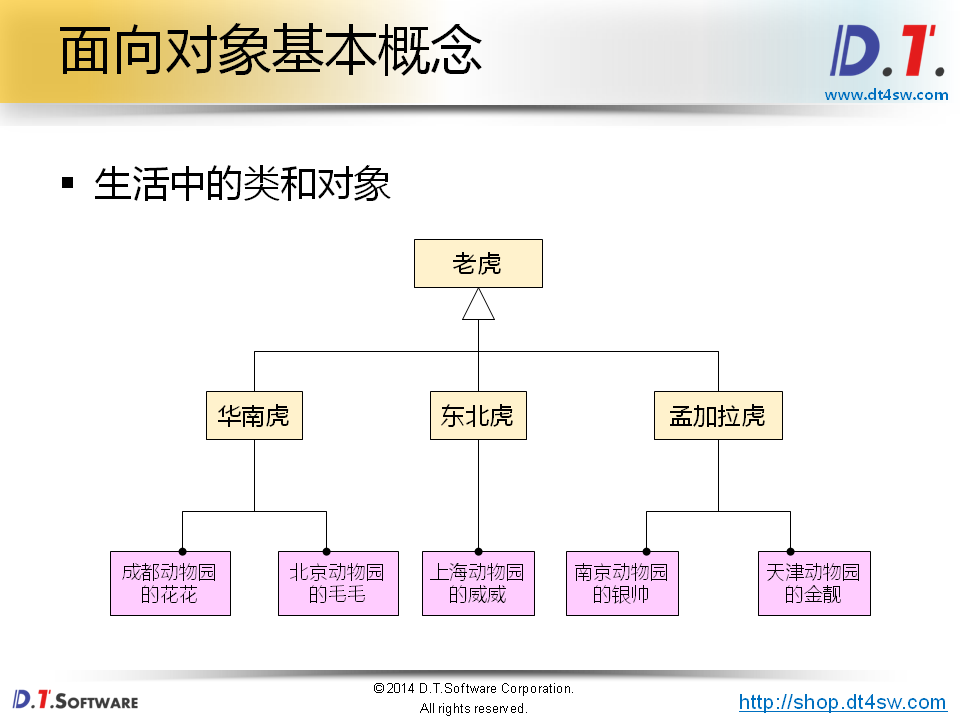 面向对象基本概念
D.T.
www.dt4sw.com
生活中的类和对象
老虎
华南虎
东北虎
孟加拉虎
成都动物园
的花花
北京动物园
的毛毛
上海动物园
的威威
南京动物园
的银帅
天津动物园
的金靓
D.T.SOFTWARE
©2014 D.T.Software Corporation.
All rights reserved.
http://shop.dt4sw.com